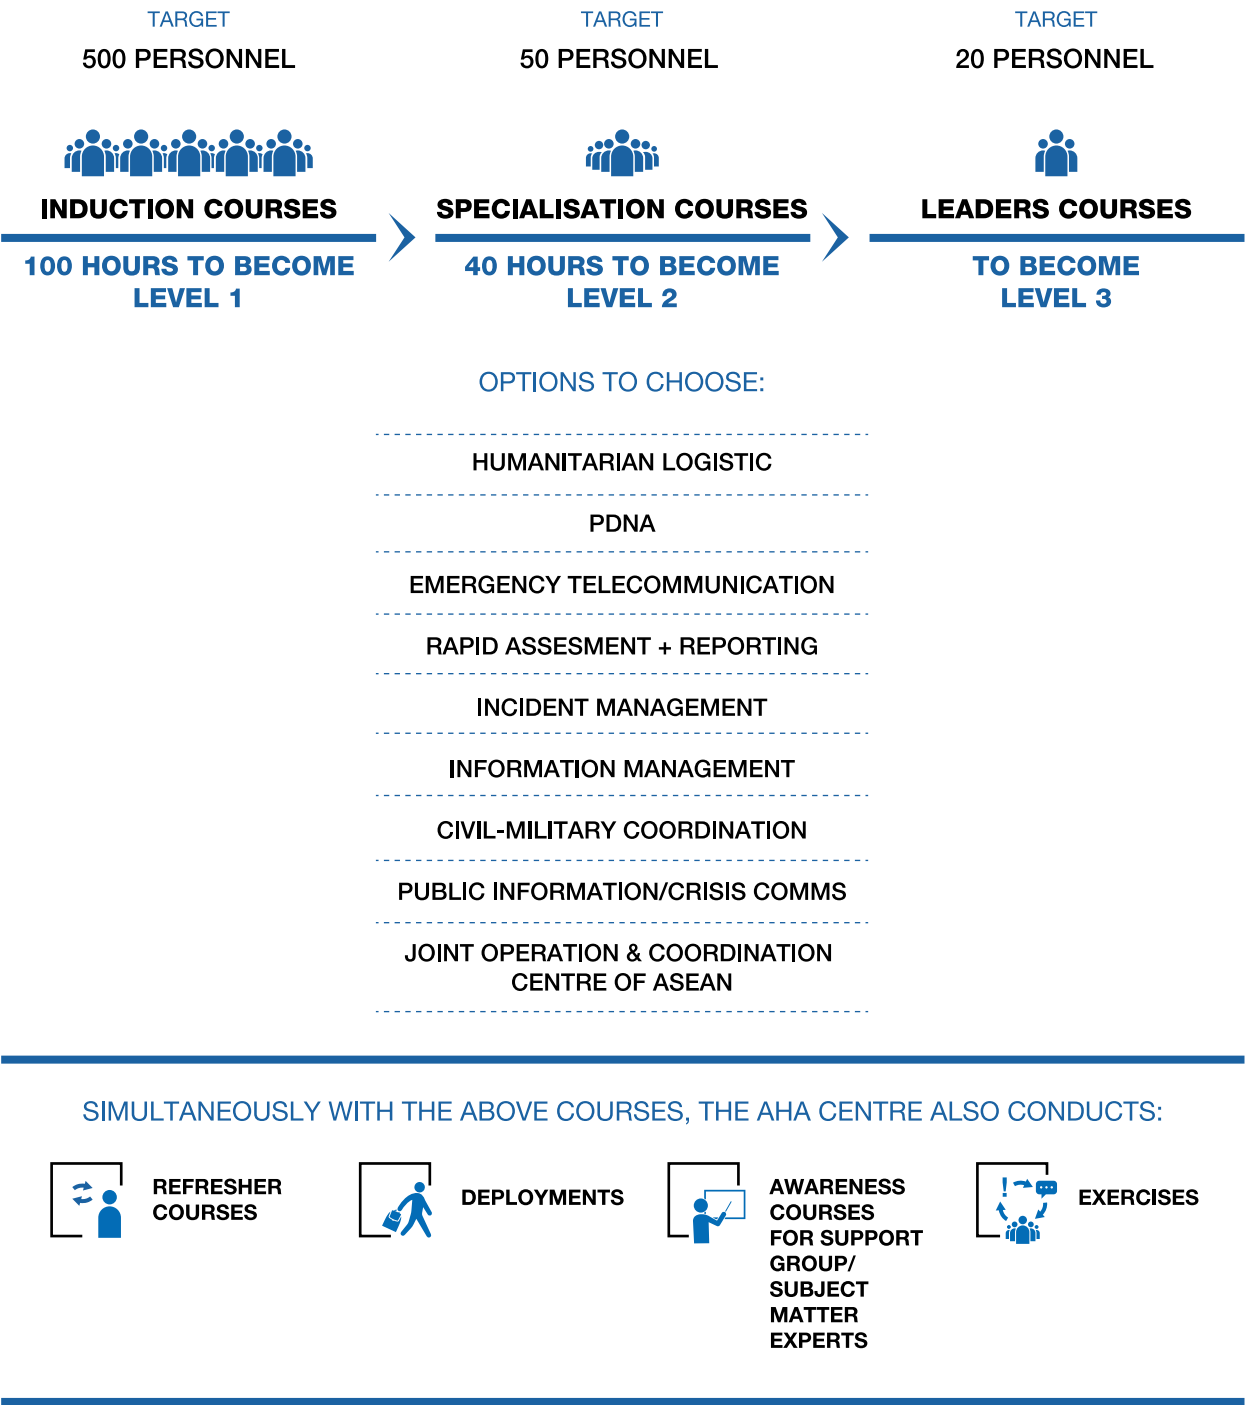 TARGET
500 PERSONNEL
INDUCTION COURSES
100 HOURS TO BECOME
LEVEL 1
TARGET
50 PERSONNEL
SPECIALISATION COURSES
40 HOURS TO BECOME
LEVEL 2
TARGET
20 PERSONNEL
LEADERS COURSES
TO BECOME
LEVEL 3
OPTIONS TO CHOOSE:
HUMANITARIAN LOGISTIC
PDNA
EMERGENCY TELECOMMUNICATION
RAPID ASSESMENT + REPORTING
INCIDENT MANAGEMENT
INFORMATION MANAGEMENT
CIVIL-MILITARY COORDINATION
PUBLIC INFORMATION/CRISIS COMMS
JOINT OPERATION & COORDINATION
CENTRE OF ASEAN
SIMULTANEOUSLY WITH THE ABOVE COURSES, THE AHA CENTRE ALSO CONDUCTS:
REFRESHER
COURSES
DEPLOYMENTS
AWARENESS
COURSES
FOR SUPPORT
GROUP/
SUBJECT
MATTER
EXPERTS
EXERCISES